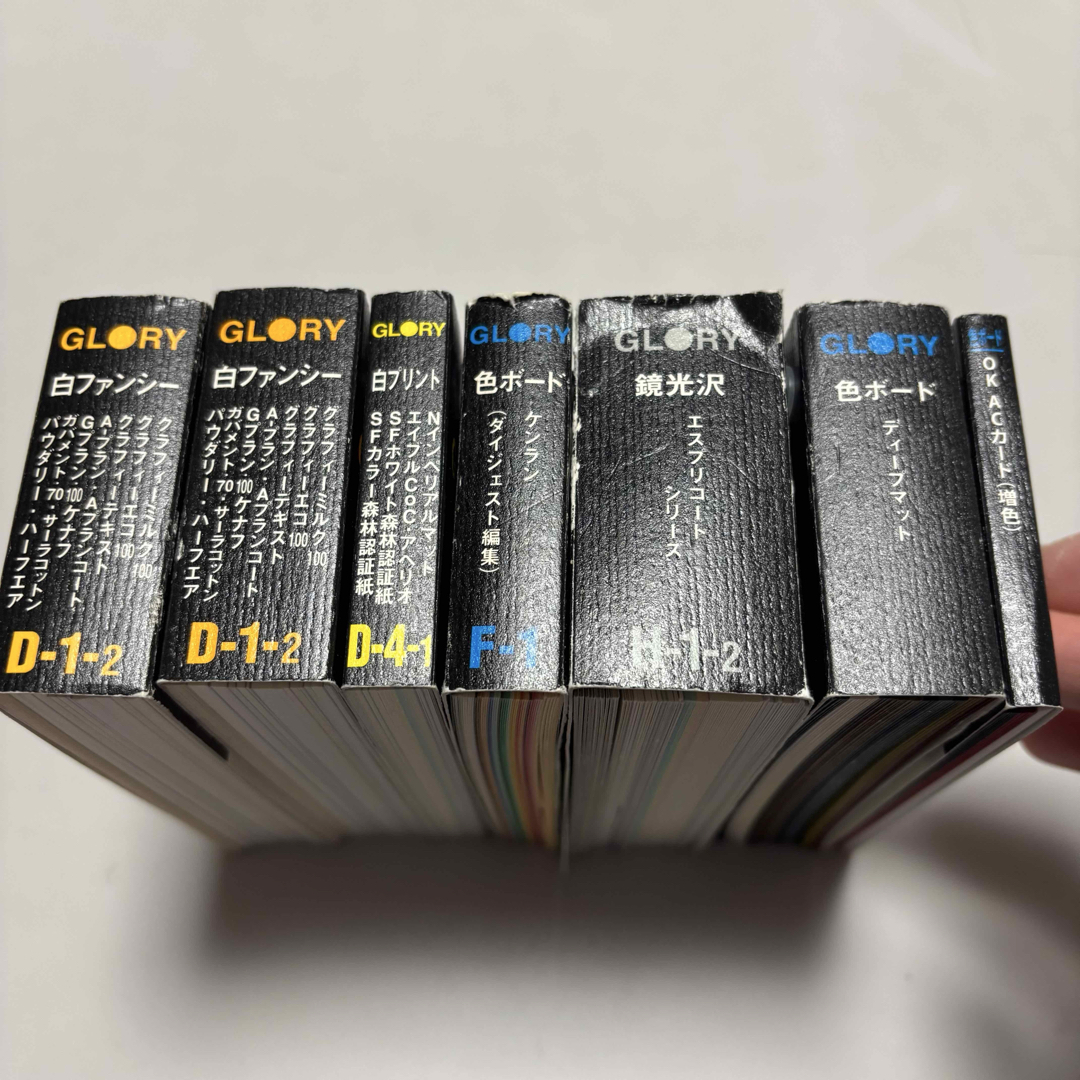 GLORY
白ファンシー
グラフィーミルク100
グラフィーエコ100
グラフィーテキスト
A-プラン・Aプランコート
Gプラン100・ケナフ
ガバメント70・サーラコットン
パウダリー・ハーフエア
D-1-2
GLORY
白ファンシー
グラフィーミルク100
グラフィーエコ100
グラフィーテキスト
A-プラン・Aプランコート
Gプラン100・ケナフ
ガバメント70・サーラコットン
パウダリー・ハーフエア
D-1-2
GLORY
白プリント
Nインペリアルマット
エイブルCoC・アペリオ
SFホワイト森林認証紙
SFカラー森林認証紙
D-4-1
GLORY
色ボード
ケンラン
(ダイジェスト編集)
F-1
GLORY
鏡光沢
エスプリコート
シリーズ
H-1-2
GLORY
色ボード
ディープマット
OK ACカード(増色)